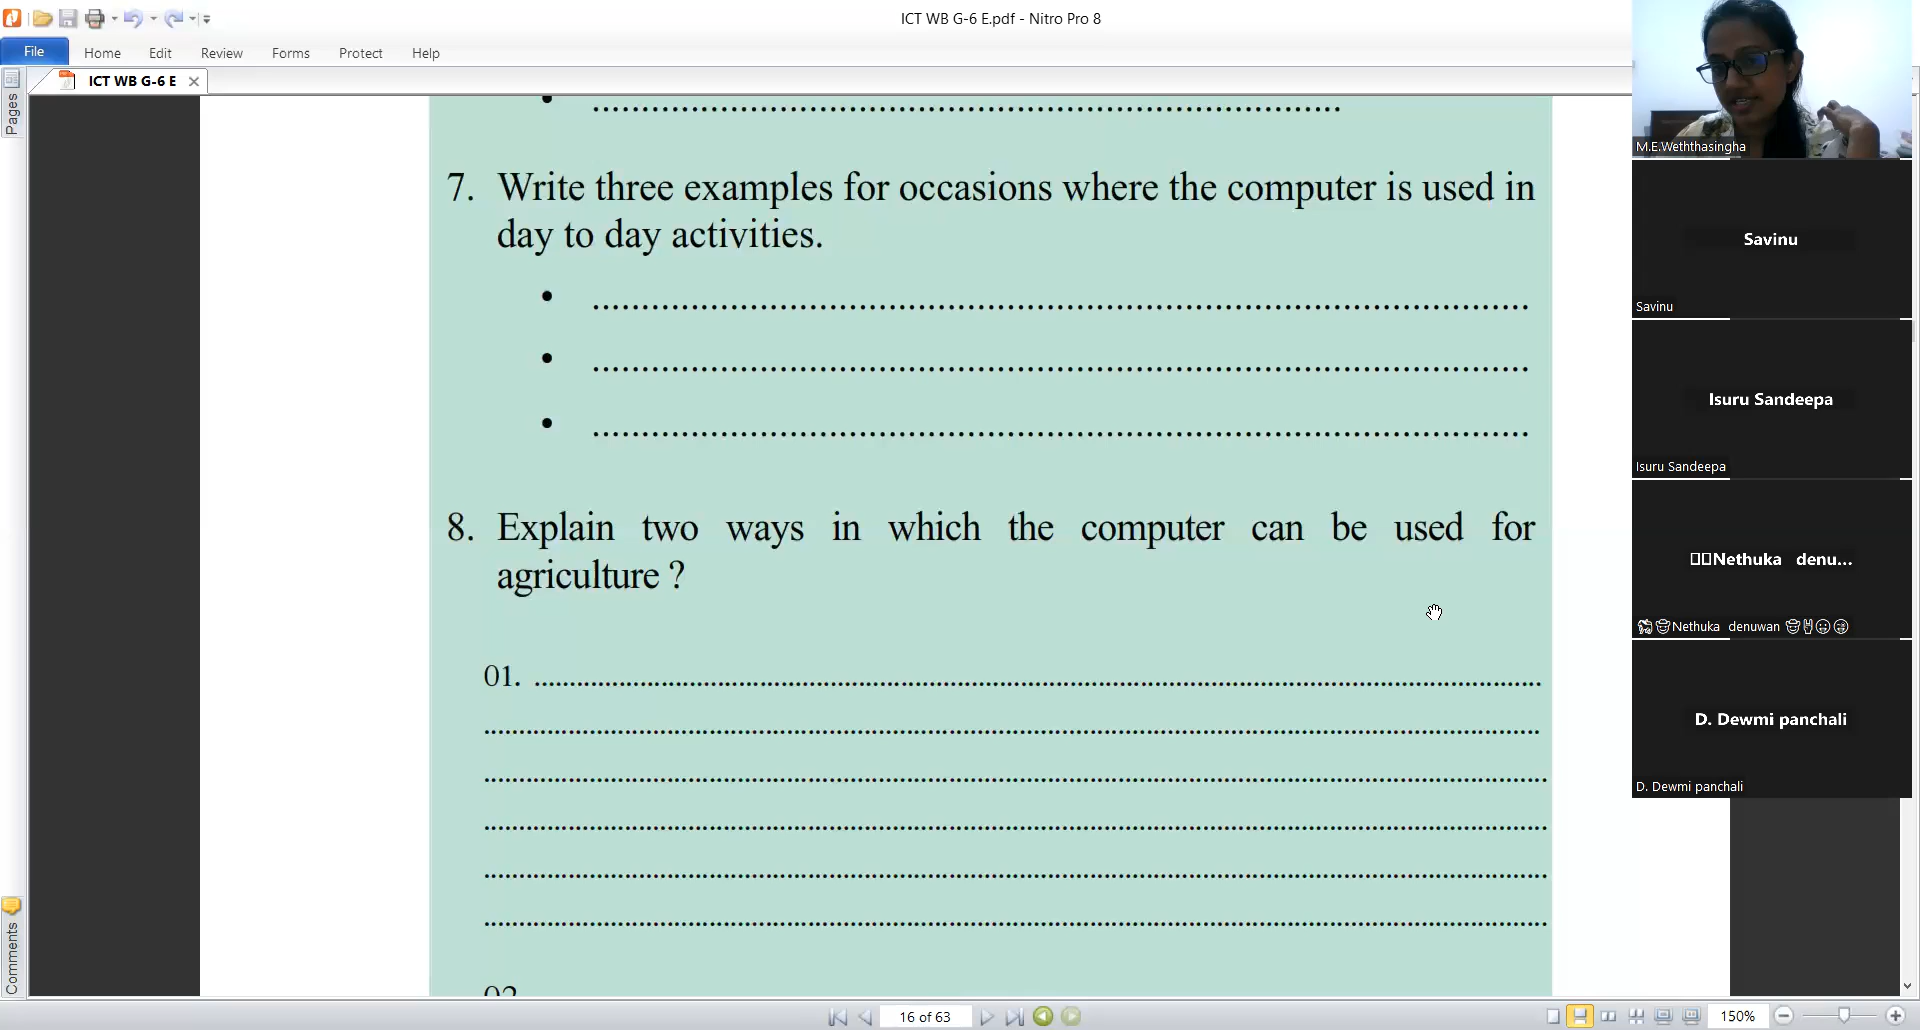 ICT WB G-6 E.pdf - Nitro Pro 8
File Home Edit Review Forms Protect Help
ICT WB G-6 E
Pages
7. Write three examples for occasions where the computer is used in
day to day activities.
8. Explain two ways in which the computer can be used for
agriculture ?
01.
02.
Comments
16 of 63
150%
M.E.Weththasingha
Savinu
Savinu
Isuru Sandeepa
Isuru Sandeepa
Nethuka denu...
Nethuka denuwan
D. Dewmi panchali
D. Dewmi panchali